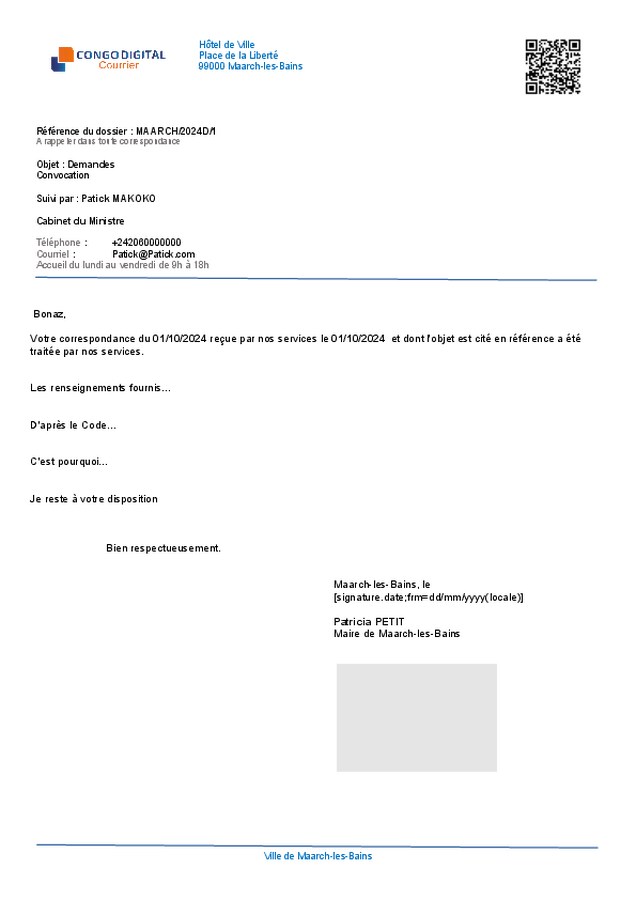 CONGO DIGITAL
Courrier
Hôtel de Ville
Place de la Liberté
99000 Maarch-les-Bains
Référence du dossier : MAARCH/2024D/1
A rappeler dans toute correspondance
Objet : Demandes
Convocation
Suivi par : Patick MAKOKO
Cabinet du Ministre
Téléphone : +242060000000
Courriel : Patick@Patick.com
Accueil du lundi au vendredi de 9h à 18h
Bonaz,
Votre correspondance du 01/10/2024 reçue par nos services le 01/10/2024 et dont l'objet est cité en référence a été
traitée par nos services.
Les renseignements fournis...
D'après le Code...
C'est pourquoi...
Je reste à votre disposition
Bien respectueusement.
Maarch-les-Bains, le
[signature.date;frm=dd/mm/yyyy(locale)]
Patricia PETIT
Maire de Maarch-les-Bains
Ville de Maarch-les-Bains